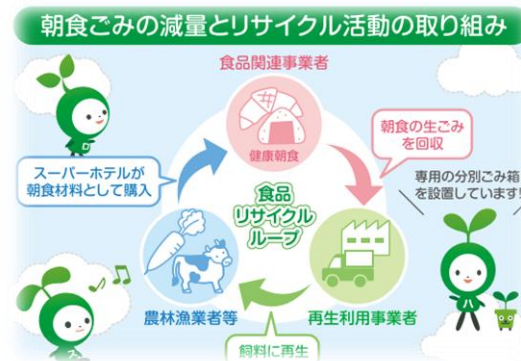 朝食ごみの減量とリサイクル活動の取り組み
食品関連事業者
健康朝食
朝食の生ごみ
を回収
スーパーホテルが
朝食材料として購入
専用の分別ごみ箱
を設置しています!
食品
リサイクル
ループ
農林漁業者等
再生利用事業者
飼料に再生
ス